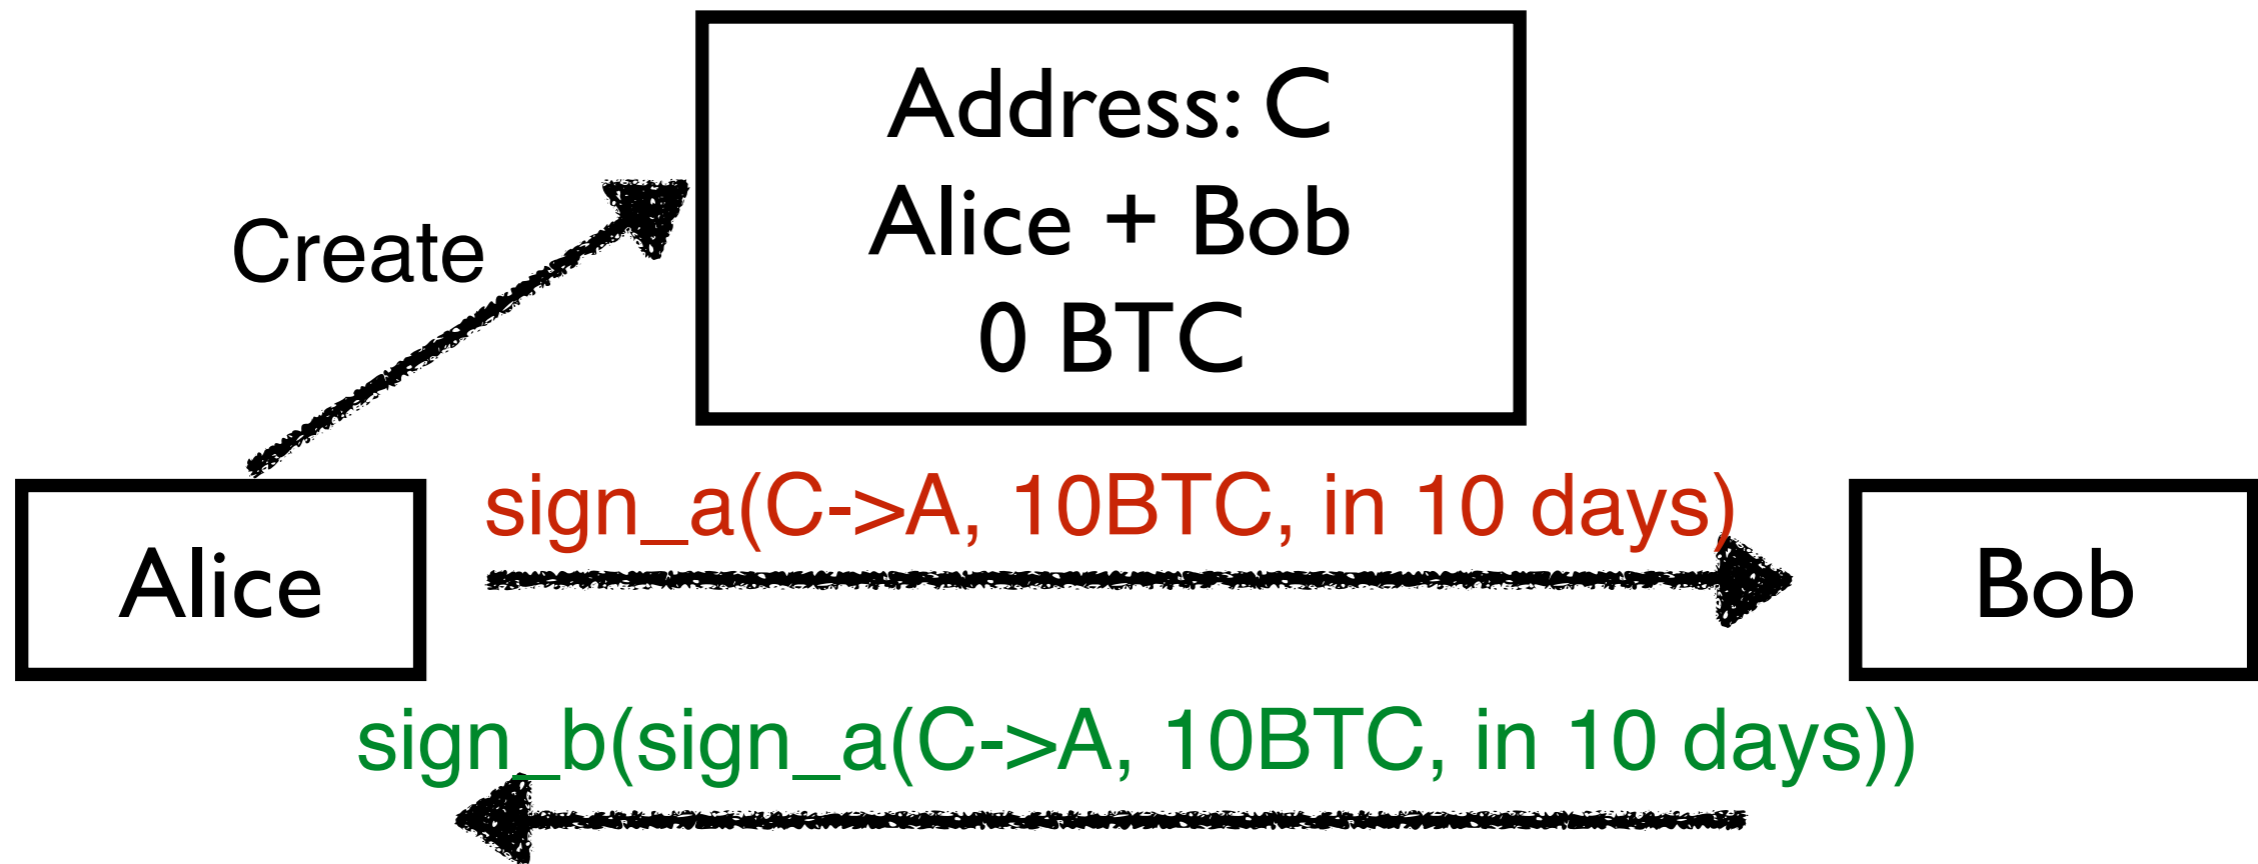 Address: C
Alice + Bob
0 BTC
Create
sign_a(C->A, 10BTC, in 10 days)
Alice
Bob
sign_b(sign_a(C->A, 10BTC, in 10 days))